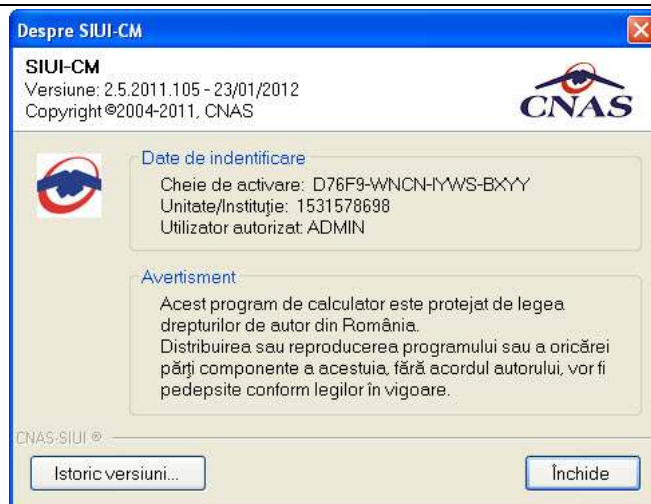 Despre SIUI-CM
SIUI-CM
Versiune: 2.5.2011.105 - 23/01/2012
Copyright ©2004-2011, CNAS
CNAS
Date de indentificare
Cheie de activare: D76F9-WNCN-IYWS-BXYY
Unitate/Instituţie: 1531578698
Utilizator autorizat: ADMIN
Avertisment
Acest program de calculator este protejat de legea
drepturilor de autor din România.
Distribuirea sau reproducerea programului sau a oricărei
părţi componente a acestuia, fără acordul autorului, vor fi
pedepsite conform legilor în vigoare.
CNAS-SIUI ®
Istoric versiuni...
Închide